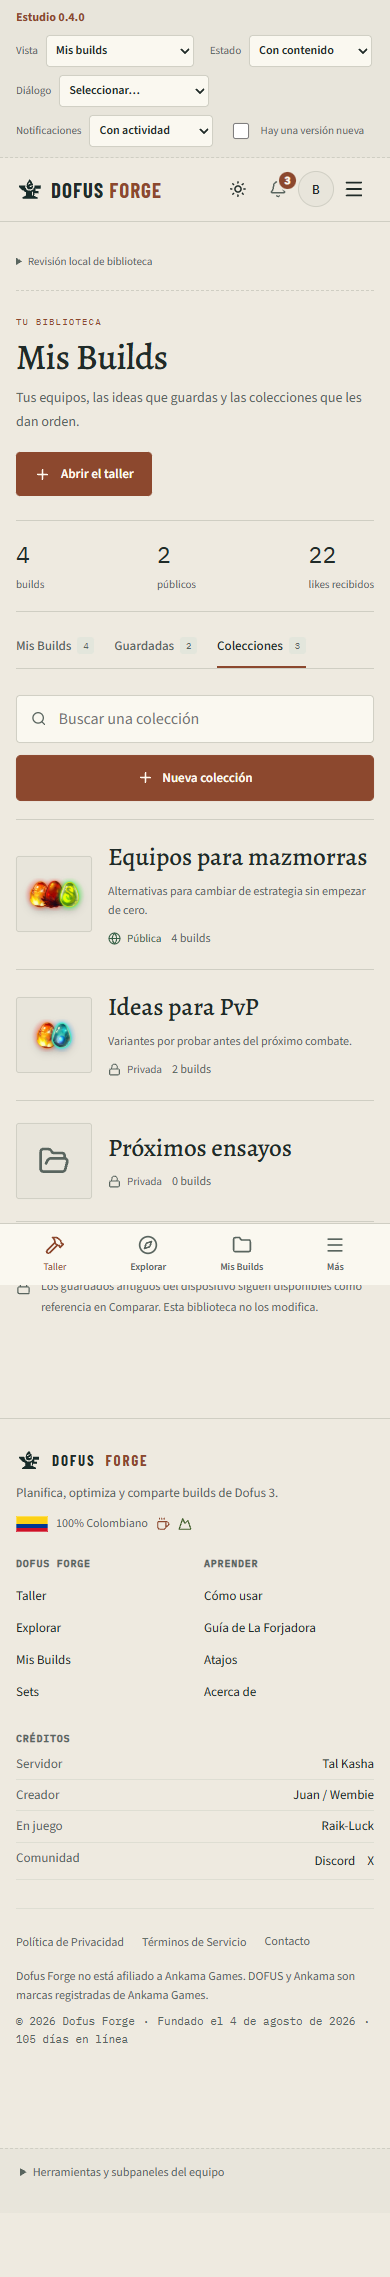 Estudio 0.4.0
Vista Mis builds Estado Con contenido
Diálogo Seleccionar...
Notificaciones Con actividad Hay una versión nueva
DOFUS FORGE 3 B
Revisión local de biblioteca
TU BIBLIOTECA
Mis Builds
Tus equipos, las ideas que guardas y las colecciones que les
dan orden.
Abrir el taller
4 2 22
builds públicos likes recibidos
Mis Builds 4 Guardadas 2 Colecciones 3
Buscar una colección
Nueva colección
Equipos para mazmorras
Alternativas para cambiar de estrategia sin empezar
de cero.
Pública 4 builds
Ideas para PvP
Variantes por probar antes del próximo combate.
Privada 2 builds
Próximos ensayos
Privada 0 builds
Taller Explorar Mis Builds Más
Los guardados antiguos del dispositivo siguen disponibles como
referencia en Comparar. Esta biblioteca no los modifica.
DOFUS FORGE
Planifica, optimiza y comparte builds de Dofus 3.
100% Colombiano
DOFUS FORGE APRENDER
Taller Cómo usar
Explorar Guía de La Forjadora
Mis Builds Atajos
Sets Acerca de
CRÉDITOS
Servidor Tal Kasha
Creador Juan / Wembie
En juego Raik-Luck
Comunidad Discord X
Política de Privacidad Términos de Servicio Contacto
Dofus Forge no está afiliado a Ankama Games. DOFUS y Ankama son
marcas registradas de Ankama Games.
© 2026 Dofus Forge · Fundado el 4 de agosto de 2026 ·
105 días en línea
Herramientas y subpaneles del equipo